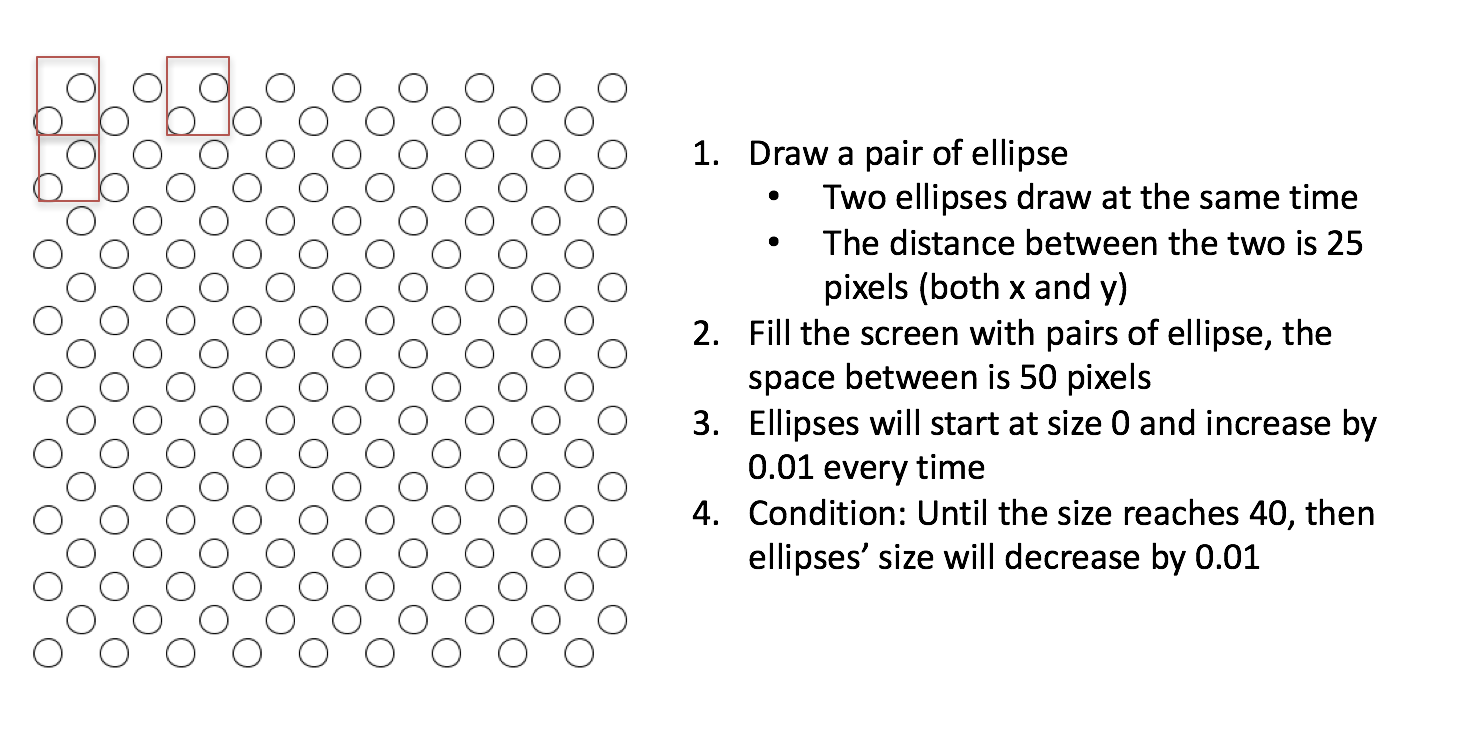 1. Draw a pair of ellipse
• Two ellipses draw at the same time
• The distance between the two is 25
pixels (both x and y)
2. Fill the screen with pairs of ellipse, the
space between is 50 pixels
3. Ellipses will start at size 0 and increase by
0.01 every time
4. Condition: Until the size reaches 40, then
ellipses’ size will decrease by 0.01